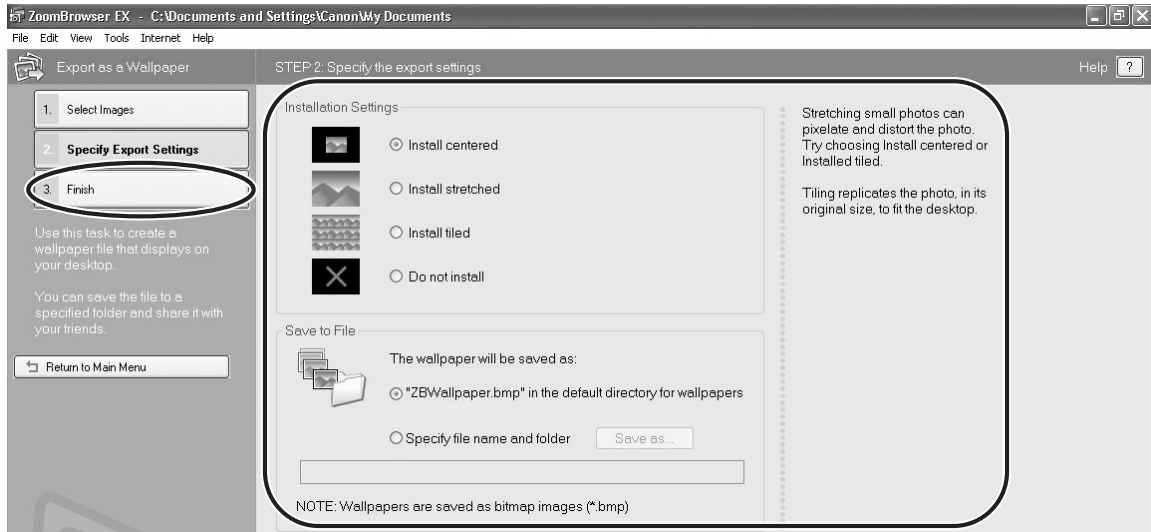 ZoomBrowser EX - C:\Documents and Settings\Canon\My Documents
File Edit View Tools Internet Help
Export as a Wallpaper
STEP 2: Specify the export settings
Help ?
1. Select Images
2. Specify Export Settings
3. Finish
Use this task to create a
wallpaper file that displays on
your desktop.
You can save the file to a
specified folder and share it with
your friends.
Return to Main Menu
Installation Settings
Install centered
Install stretched
Install tiled
Do not install
Save to File
The wallpaper will be saved as:
"ZBWallpaper.bmp" in the default directory for wallpapers
Specify file name and folder Save as...
NOTE: Wallpapers are saved as bitmap images (*.bmp)
Stretching small photos can
pixelate and distort the photo.
Try choosing Install centered or
Installed tiled.
Tiling replicates the photo, in its
original size, to fit the desktop.